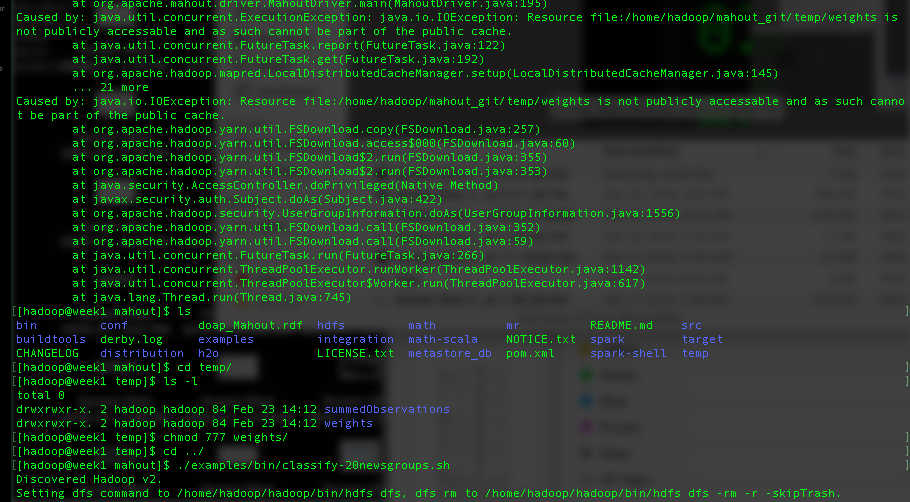 at org.apache.mahout.driver.MahoutDriver.main(MahoutDriver.java:195)
Caused by: java.util.concurrent.ExecutionException: java.io.IOException: Resource file:/home/hadoop/mahout_git/temp/weights is
not publicly accessable and as such cannot be part of the public cache.
at java.util.concurrent.FutureTask.report(FutureTask.java:122)
at java.util.concurrent.FutureTask.get(FutureTask.java:192)
at org.apache.hadoop.mapred.LocalDistributedCacheManager.setup(LocalDistributedCacheManager.java:145)
... 21 more
Caused by: java.io.IOException: Resource file:/home/hadoop/mahout_git/temp/weights is not publicly accessable and as such canno
t be part of the public cache.
at org.apache.hadoop.yarn.util.FSDownload.copy(FSDownload.java:257)
at org.apache.hadoop.yarn.util.FSDownload.access$000(FSDownload.java:60)
at org.apache.hadoop.yarn.util.FSDownload$2.run(FSDownload.java:355)
at org.apache.hadoop.yarn.util.FSDownload$2.run(FSDownload.java:353)
at java.security.AccessController.doPrivileged(Native Method)
at javax.security.auth.Subject.doAs(Subject.java:422)
at org.apache.hadoop.security.UserGroupInformation.doAs(UserGroupInformation.java:1556)
at org.apache.hadoop.yarn.util.FSDownload.call(FSDownload.java:352)
at org.apache.hadoop.yarn.util.FSDownload.call(FSDownload.java:59)
at java.util.concurrent.FutureTask.run(FutureTask.java:266)
at java.util.concurrent.ThreadPoolExecutor.runWorker(ThreadPoolExecutor.java:1142)
at java.util.concurrent.ThreadPoolExecutor$Worker.run(ThreadPoolExecutor.java:617)
at java.lang.Thread.run(Thread.java:745)
[[hadoop@week1 mahout]$ ls ]
bin conf doap_Mahout.rdf hdfs math mr README.md src
buildtools derby.log examples integration math-scala NOTICE.txt spark target
CHANGELOG distribution h2o LICENSE.txt metastore_db pom.xml spark-shell temp
[[hadoop@week1 mahout]$ cd temp/ ]
[[hadoop@week1 temp]$ ls -l ]
total 0
drwxrwxr-x. 2 hadoop hadoop 84 Feb 23 14:12 summedObservations
drwxrwxr-x. 2 hadoop hadoop 84 Feb 23 14:12 weights
[[hadoop@week1 temp]$ chmod 777 weights/ ]
[[hadoop@week1 temp]$ cd ../ ]
[[hadoop@week1 mahout]$ ./examples/bin/classify-20newsgroups.sh ]
Discovered Hadoop v2.
Setting dfs command to /home/hadoop/hadoop/bin/hdfs dfs, dfs rm to /home/hadoop/hadoop/bin/hdfs dfs -rm -r -skipTrash.